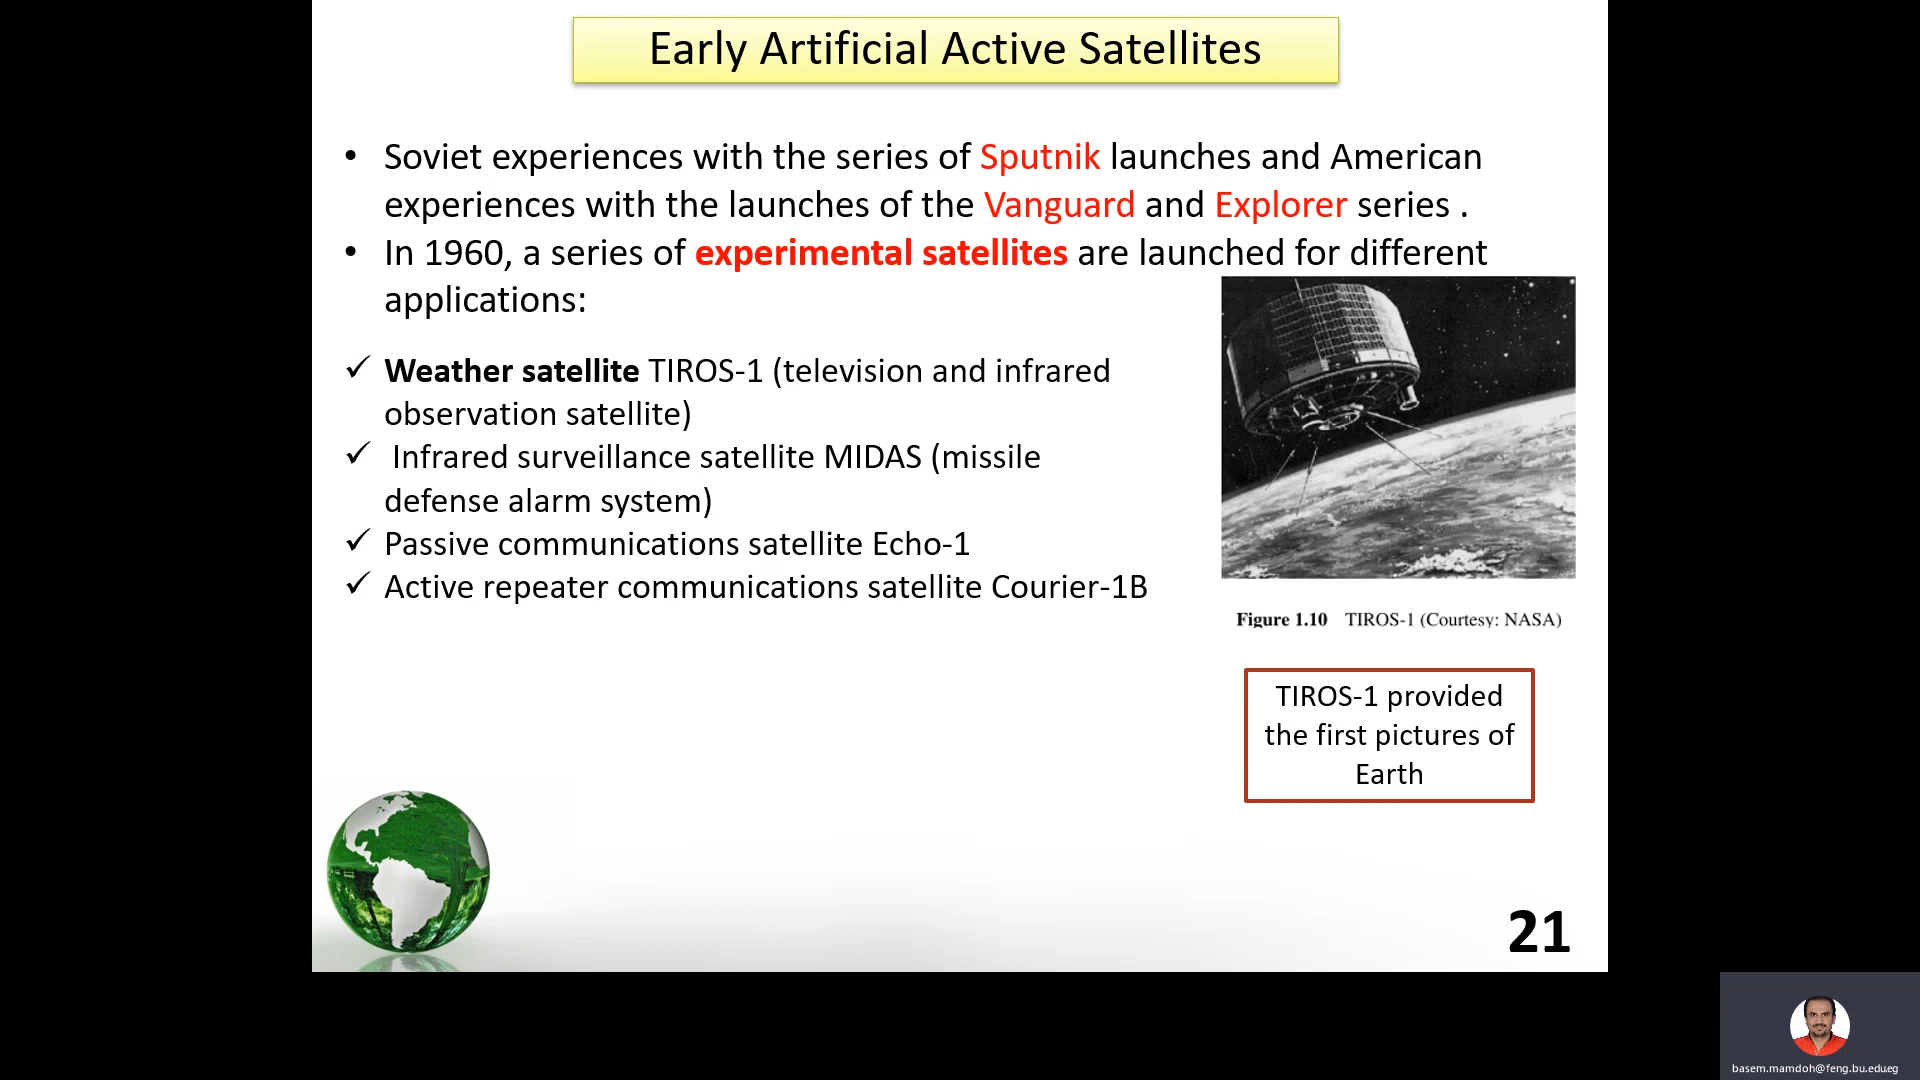 Early Artificial Active Satellites
• Soviet experiences with the series of Sputnik launches and American
experiences with the launches of the Vanguard and Explorer series .
• In 1960, a series of experimental satellites are launched for different
applications:
✓ Weather satellite TIROS-1 (television and infrared
observation satellite)
✓ Infrared surveillance satellite MIDAS (missile
defense alarm system)
✓ Passive communications satellite Echo-1
✓ Active repeater communications satellite Courier-1B
Figure 1.10 TIROS-1 (Courtesy: NASA)
TIROS-1 provided
the first pictures of
Earth
21
basem.mamdoh@feng.bu.edu.eg